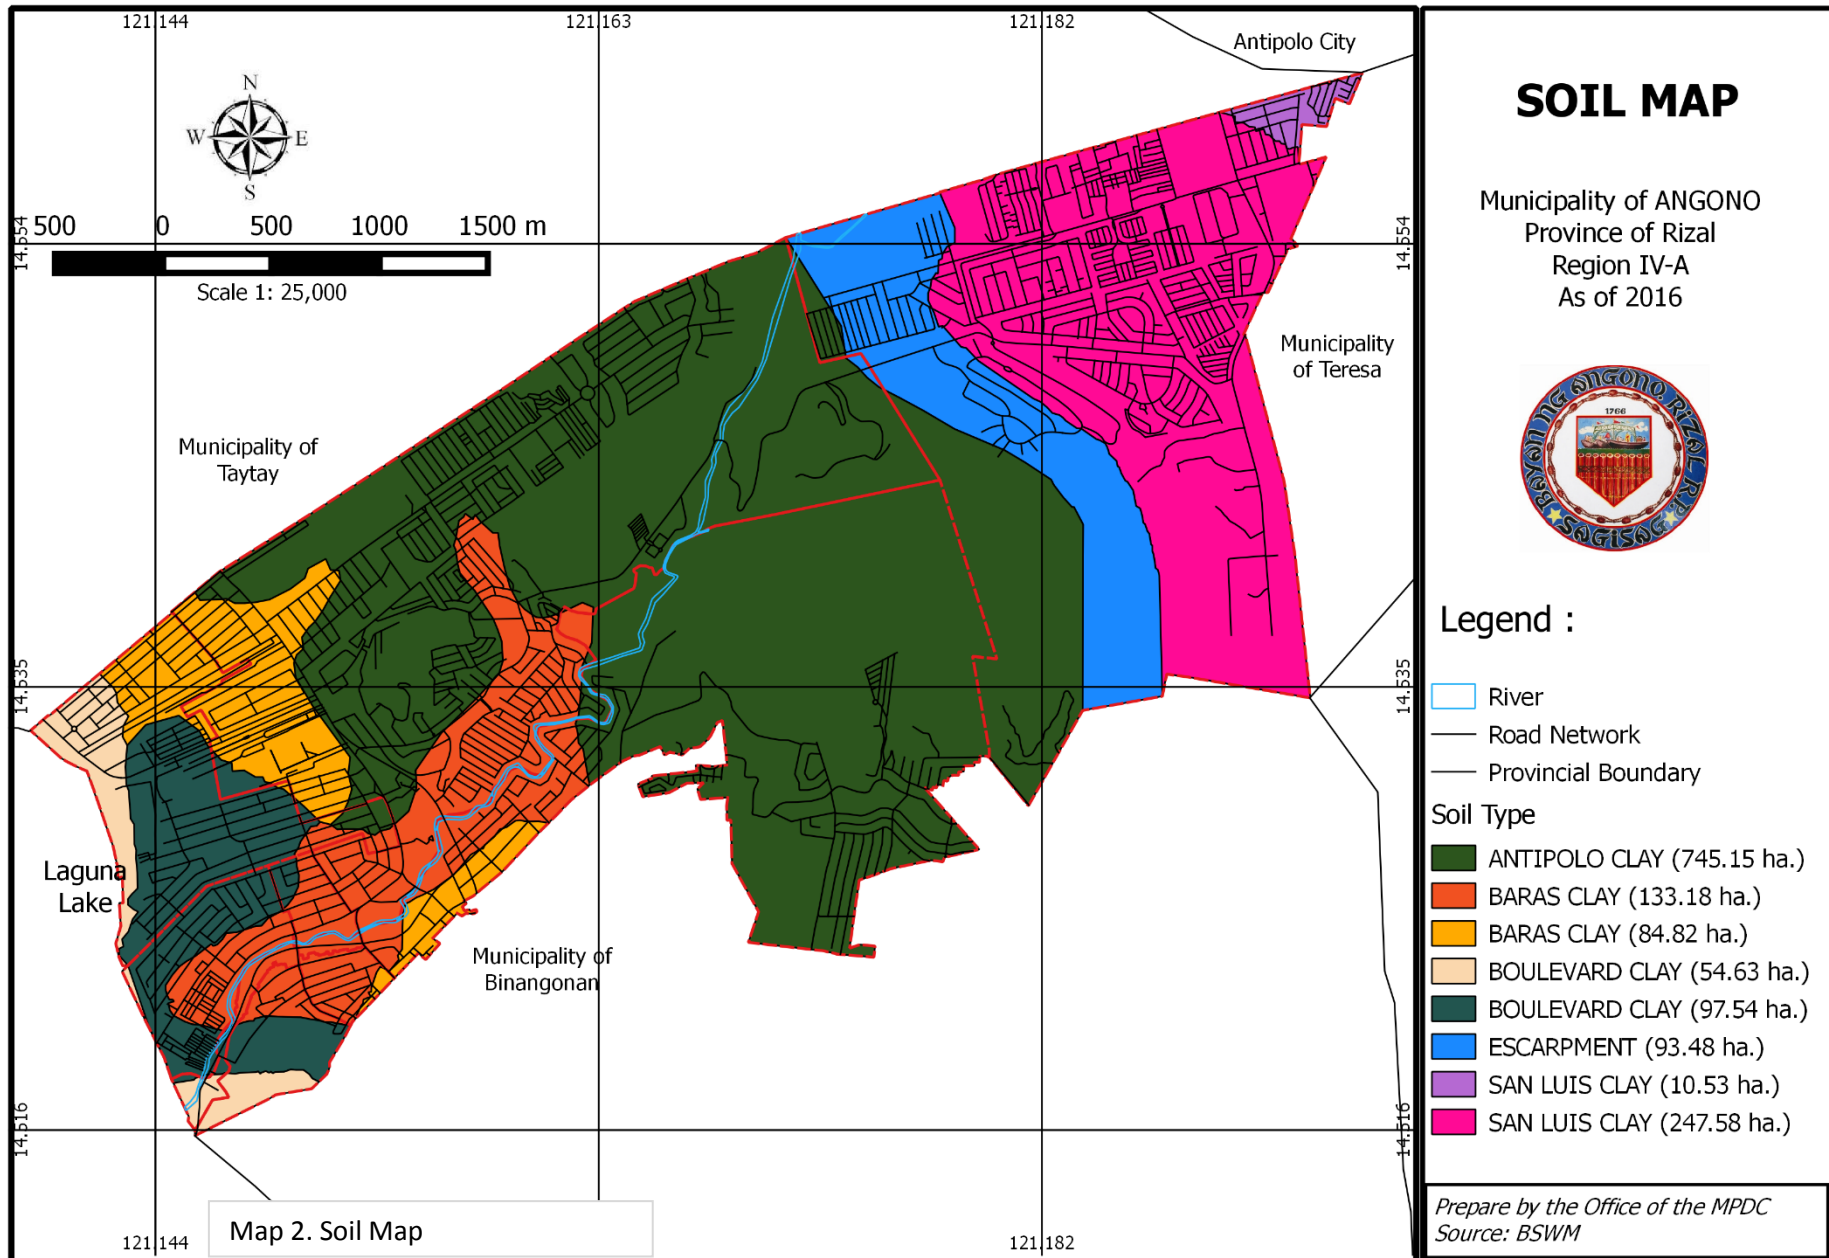 121.144
121.163
121.182
Antipolo City
N
W
E
S
500
0
500
1000
1500 m
Scale 1: 25,000
14.554
14.554
Municipality of
Taytay
Municipality
of Teresa
14.535
14.535
Laguna
Lake
Municipality of
Binangonan
14.516
14.516
Map 2. Soil Map
121.144
121.182
SOIL MAP
Municipality of ANGONO
Province of Rizal
Region IV-A
As of 2016
BAYAN NG ANGONO, RIZAL R.P.
1766
SAGISAG
Legend :
River
Road Network
Provincial Boundary
Soil Type
ANTIPOLO CLAY (745.15 ha.)
BARAS CLAY (133.18 ha.)
BARAS CLAY (84.82 ha.)
BOULEVARD CLAY (54.63 ha.)
BOULEVARD CLAY (97.54 ha.)
ESCARPMENT (93.48 ha.)
SAN LUIS CLAY (10.53 ha.)
SAN LUIS CLAY (247.58 ha.)
Prepare by the Office of the MPDC
Source: BSWM